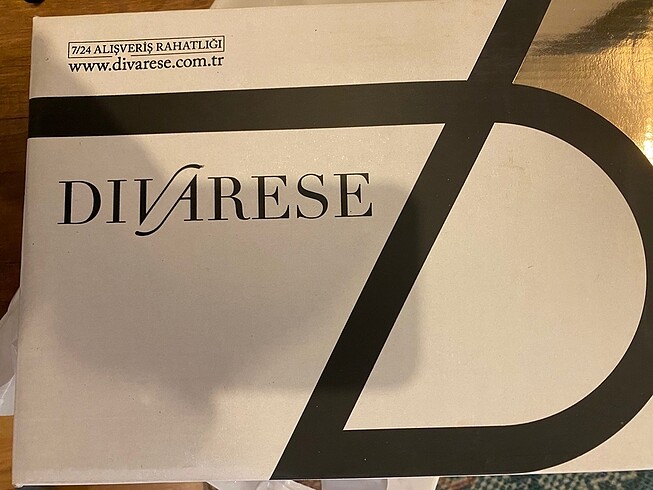 7/24 ALIŞVERİŞ RAHATLIĞI
www.divarese.com.tr
DIVARESE